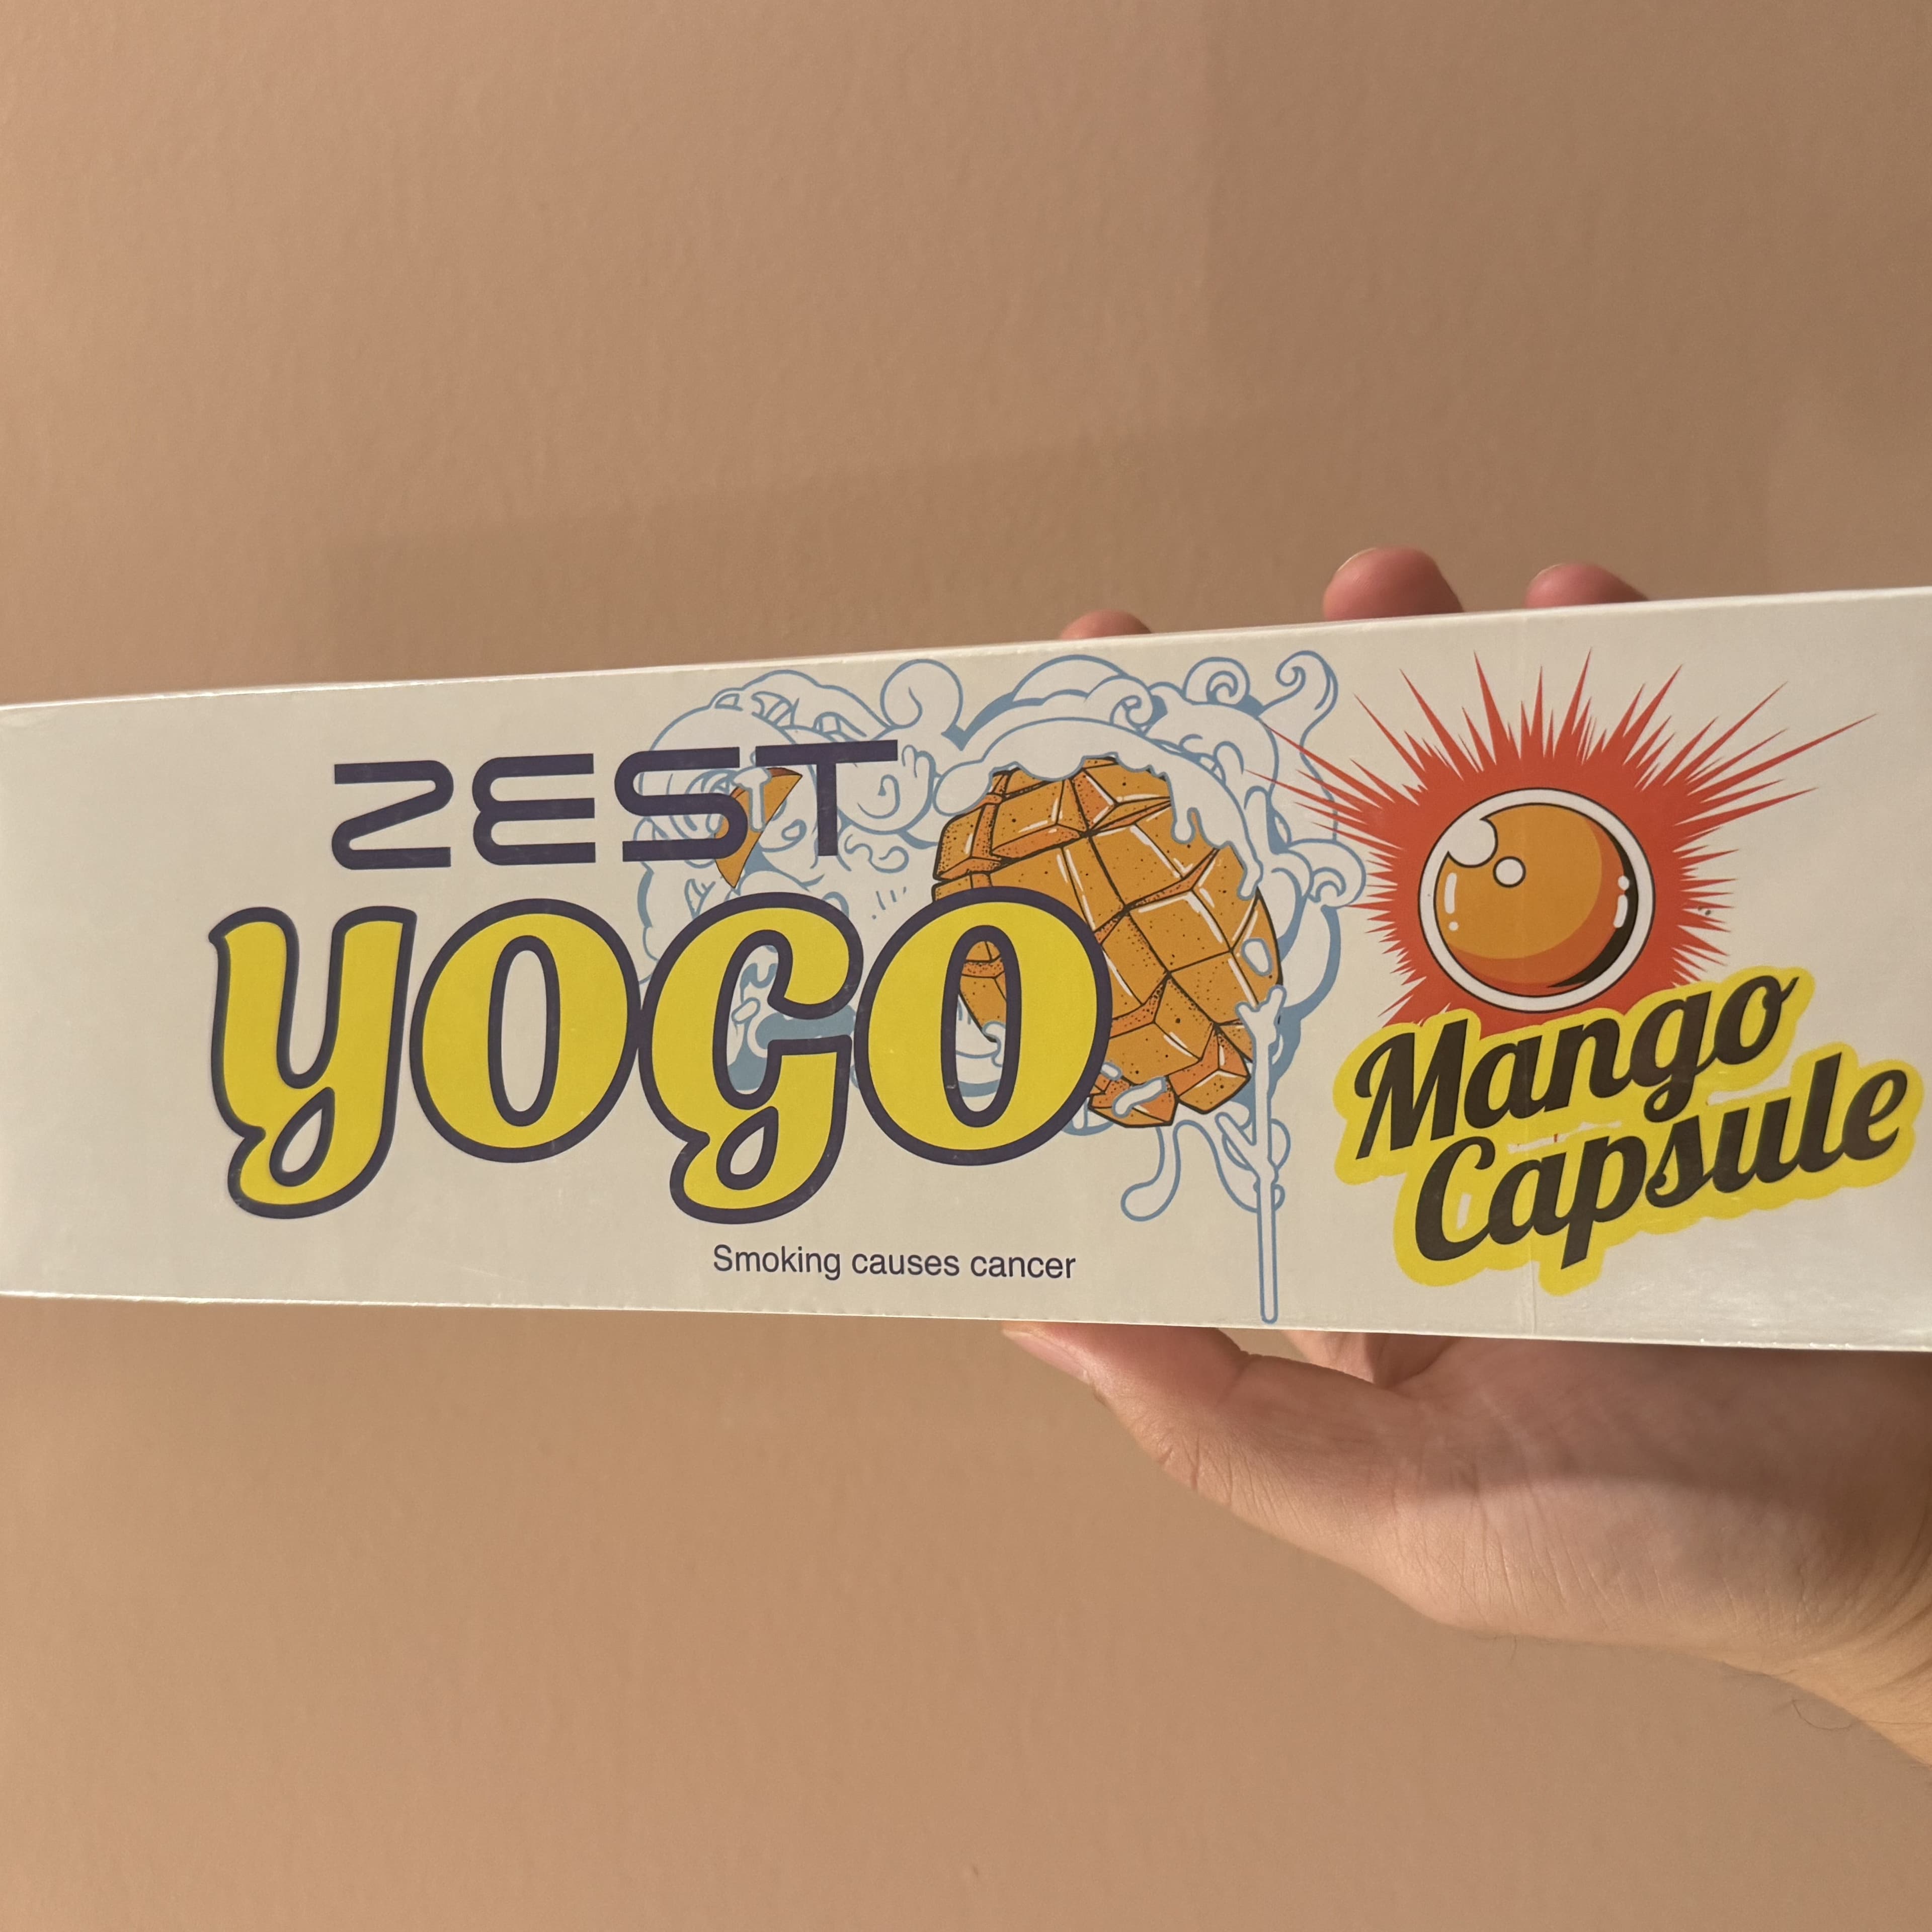 ZEST
YOGO
Mango
Capsule
Smoking causes cancer